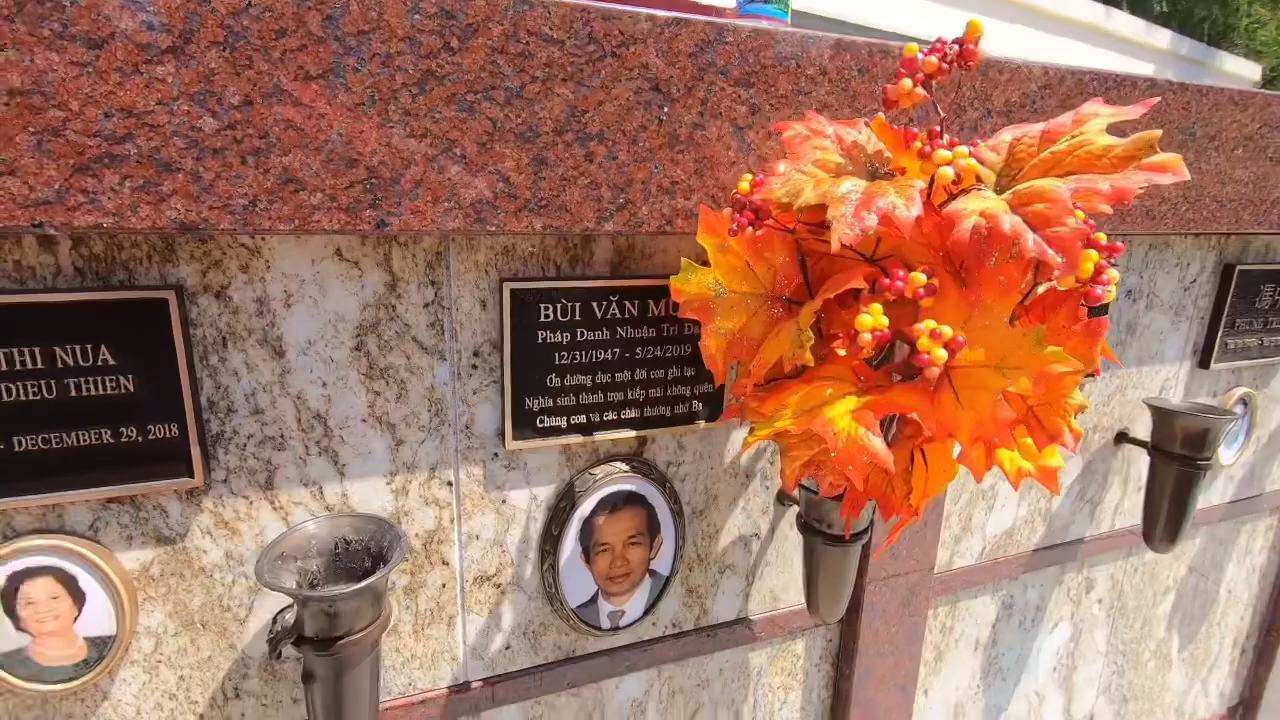 THI NUA
DIEU THIEN
- DECEMBER 29, 2018
BÙI VĂN
Pháp Danh Nhuận Trí
12/31/1947 - 5/24/2019
Ơn dưỡng dục một đời con ghi tạc
Nghĩa sinh thành trọn kiếp mãi không quên
Chúng con và các cháu thương nhớ Ba
PHUNG